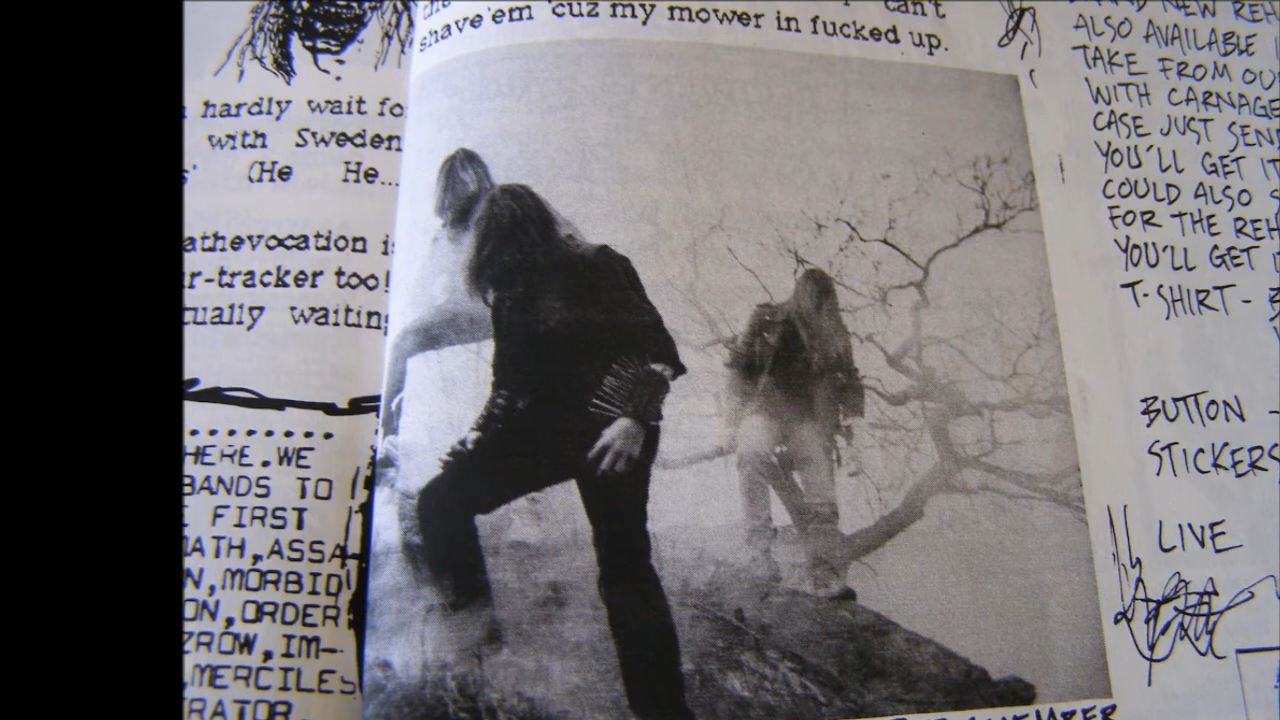 can't
shave 'em 'cuz my mower in fucked up.
hardly wait fo
with Sweden
s' (He He...
athevocation i
r-tracker too!
tually waiting
........
HERE. WE
BANDS TO
FIRST
MATH, ASSA
N, MORBID
ON, ORDER
ZROW, IM-
, MERCILES
RATOR.
NEW REH
ALSO AVAILABLE
TAKE FROM OU
WITH CARNAGE
CASE JUST SEN
YOU'LL GET IT
COULD ALSO S
FOR THE REH
YOU'LL GET I
T-SHIRT -
BUTTON -
STICKERS
LIVE